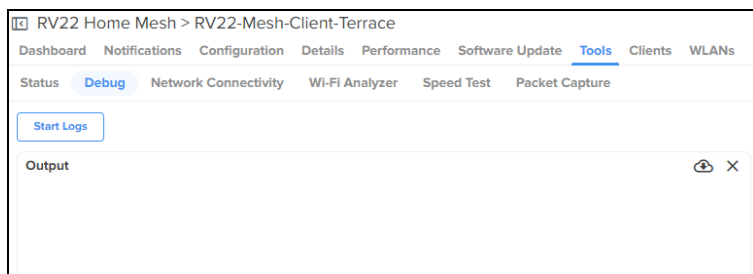 RV22 Home Mesh > RV22-Mesh-Client-Terrace
Dashboard Notifications Configuration Details Performance Software Update Tools Clients WLANs
Status Debug Network Connectivity Wi-Fi Analyzer Speed Test Packet Capture
Start Logs
Output